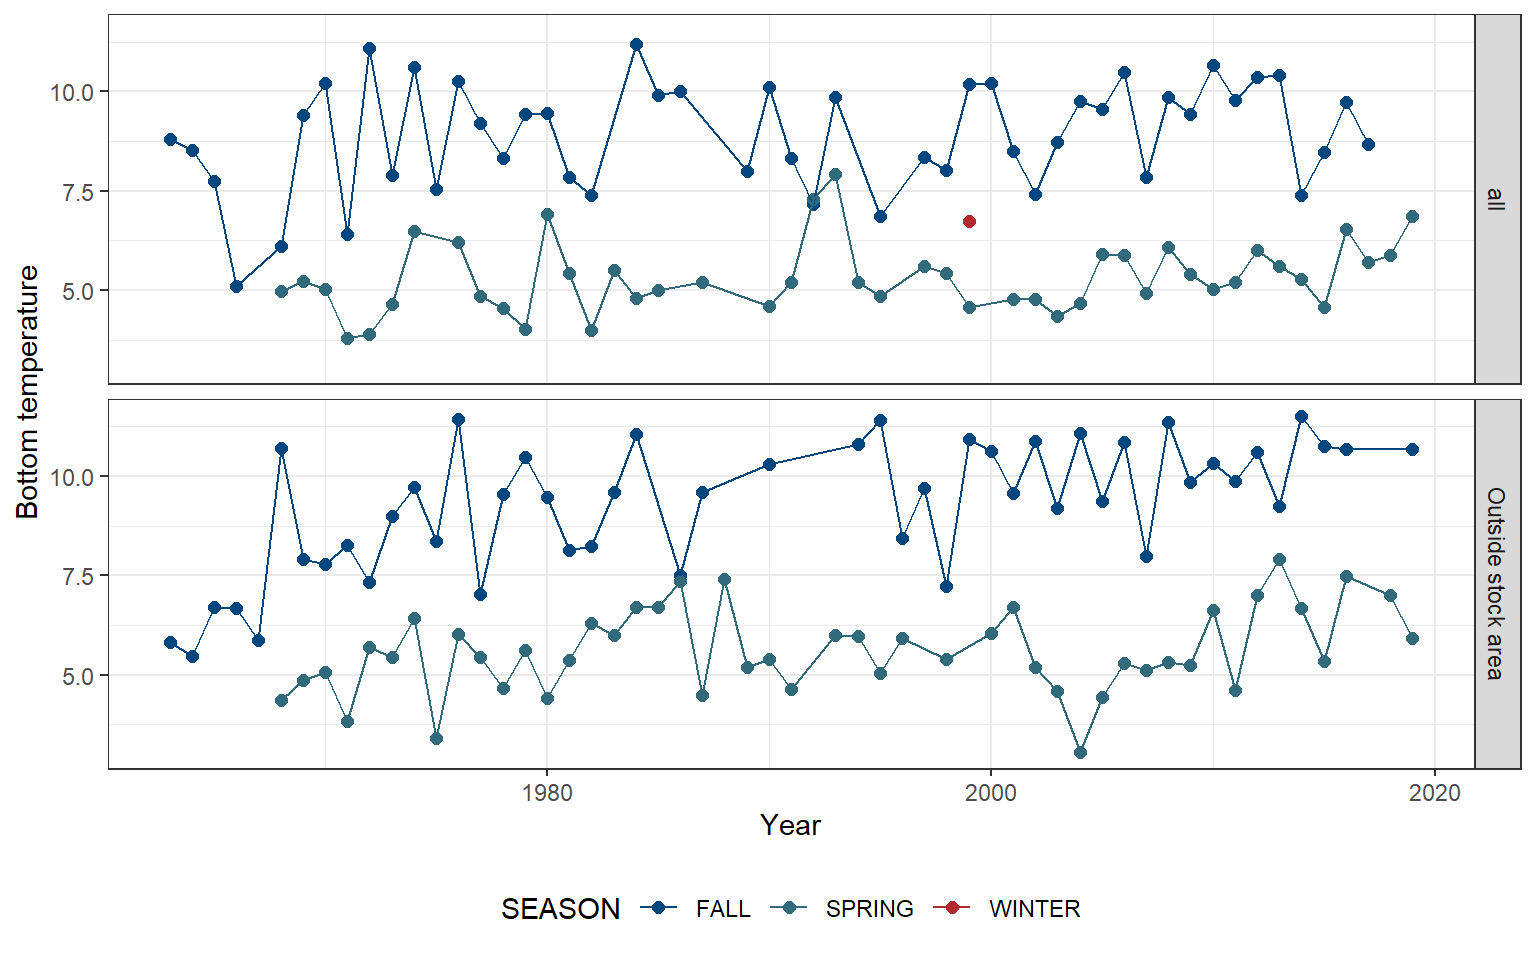 Bottom temperature
10.0
7.5
5.0
all
10.0
7.5
5.0
Outside stock area
1980 2000 2020
Year
SEASON FALL SPRING WINTER